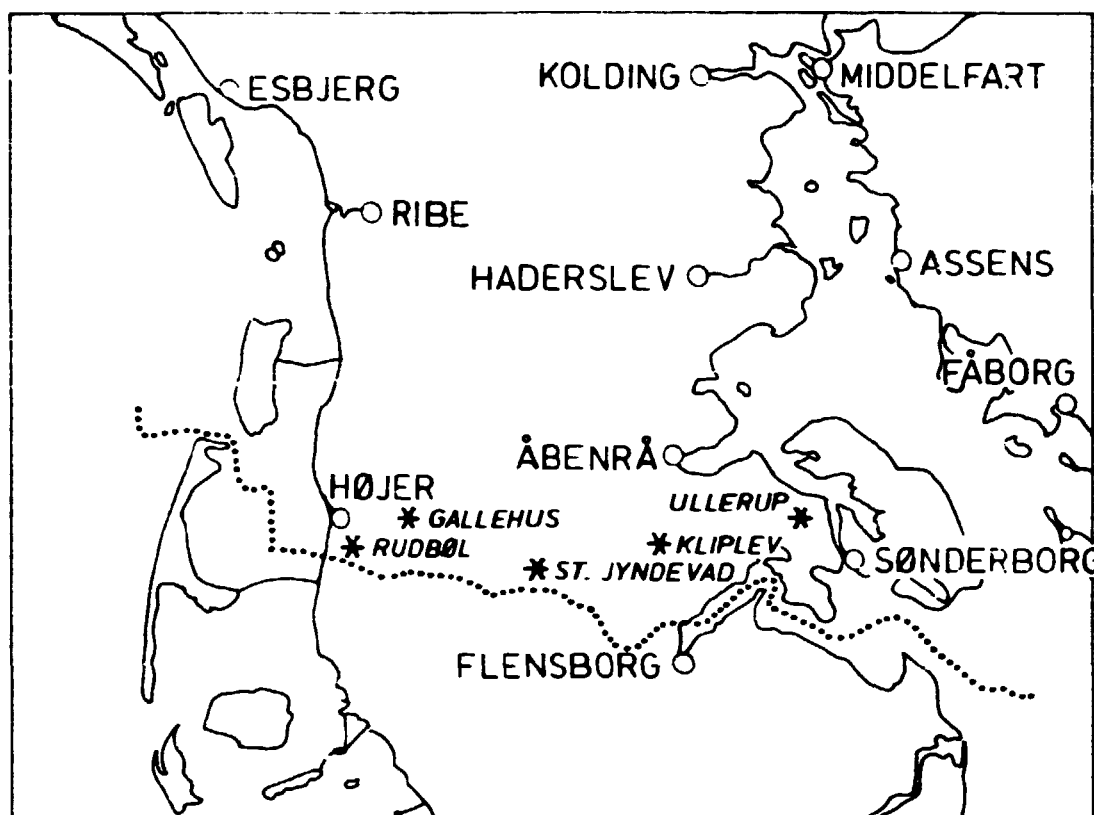 KOLDING
MIDDELFART
ESBJERG
RIBE
HADERSLEV
ASSENS
FÅBORG
ÅBENRÅ
HØJER
ULLERUP
GALLEHUS
RUDBØL
KLIPLEV
ST. JYNDEVAD
SØNDERBORG
FLENSBORG